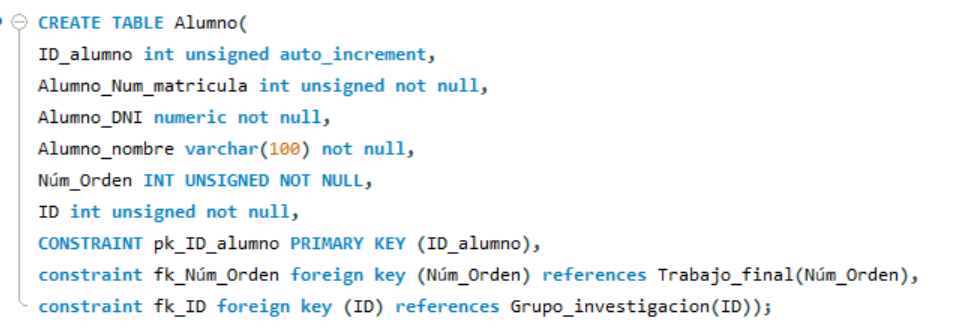 CREATE TABLE Alumno(
ID_alumno int unsigned auto_increment,
Alumno_Num_matricula int unsigned not null,
Alumno_DNI numeric not null,
Alumno_nombre varchar(100) not null,
Núm_Orden INT UNSIGNED NOT NULL,
ID int unsigned not null,
CONSTRAINT pk_ID_alumno PRIMARY KEY (ID_alumno),
constraint fk_Núm_Orden foreign key (Núm_Orden) references Trabajo_final(Núm_Orden),
constraint fk_ID foreign key (ID) references Grupo_investigacion(ID));